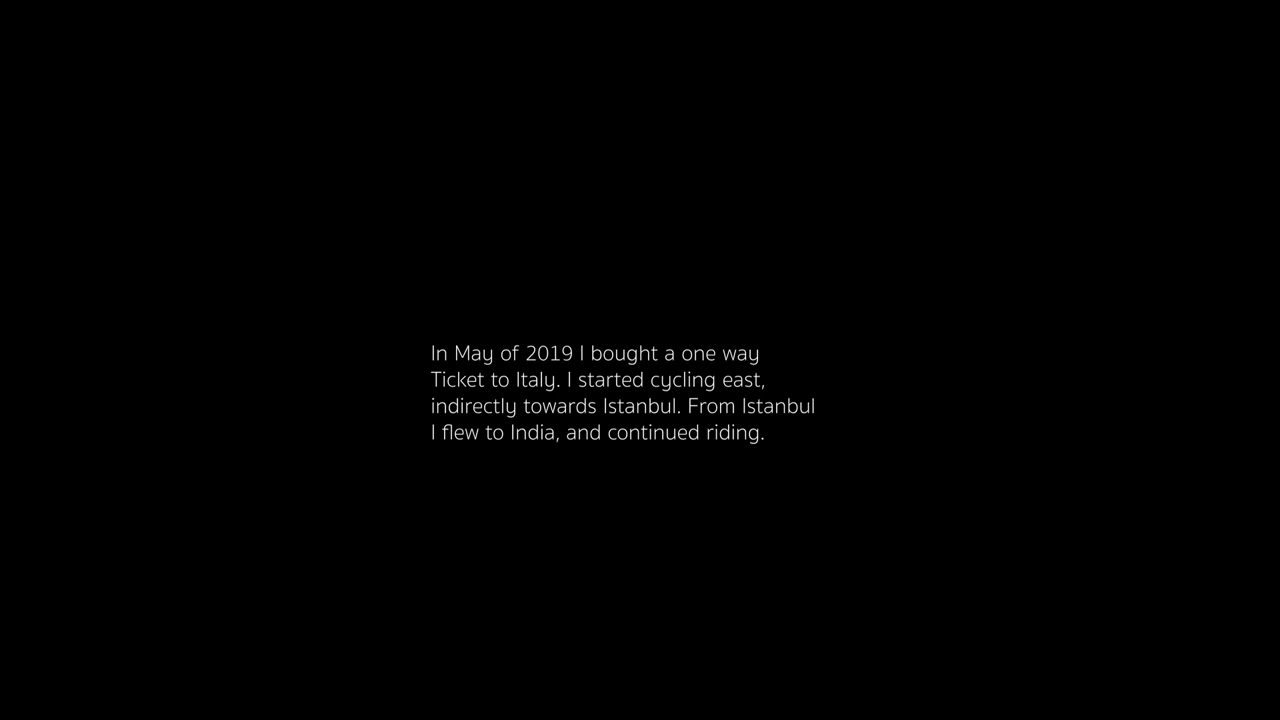 In May of 2019 I bought a one way
Ticket to Italy. I started cycling east,
indirectly towards Istanbul. From Istanbul
I flew to India, and continued riding.